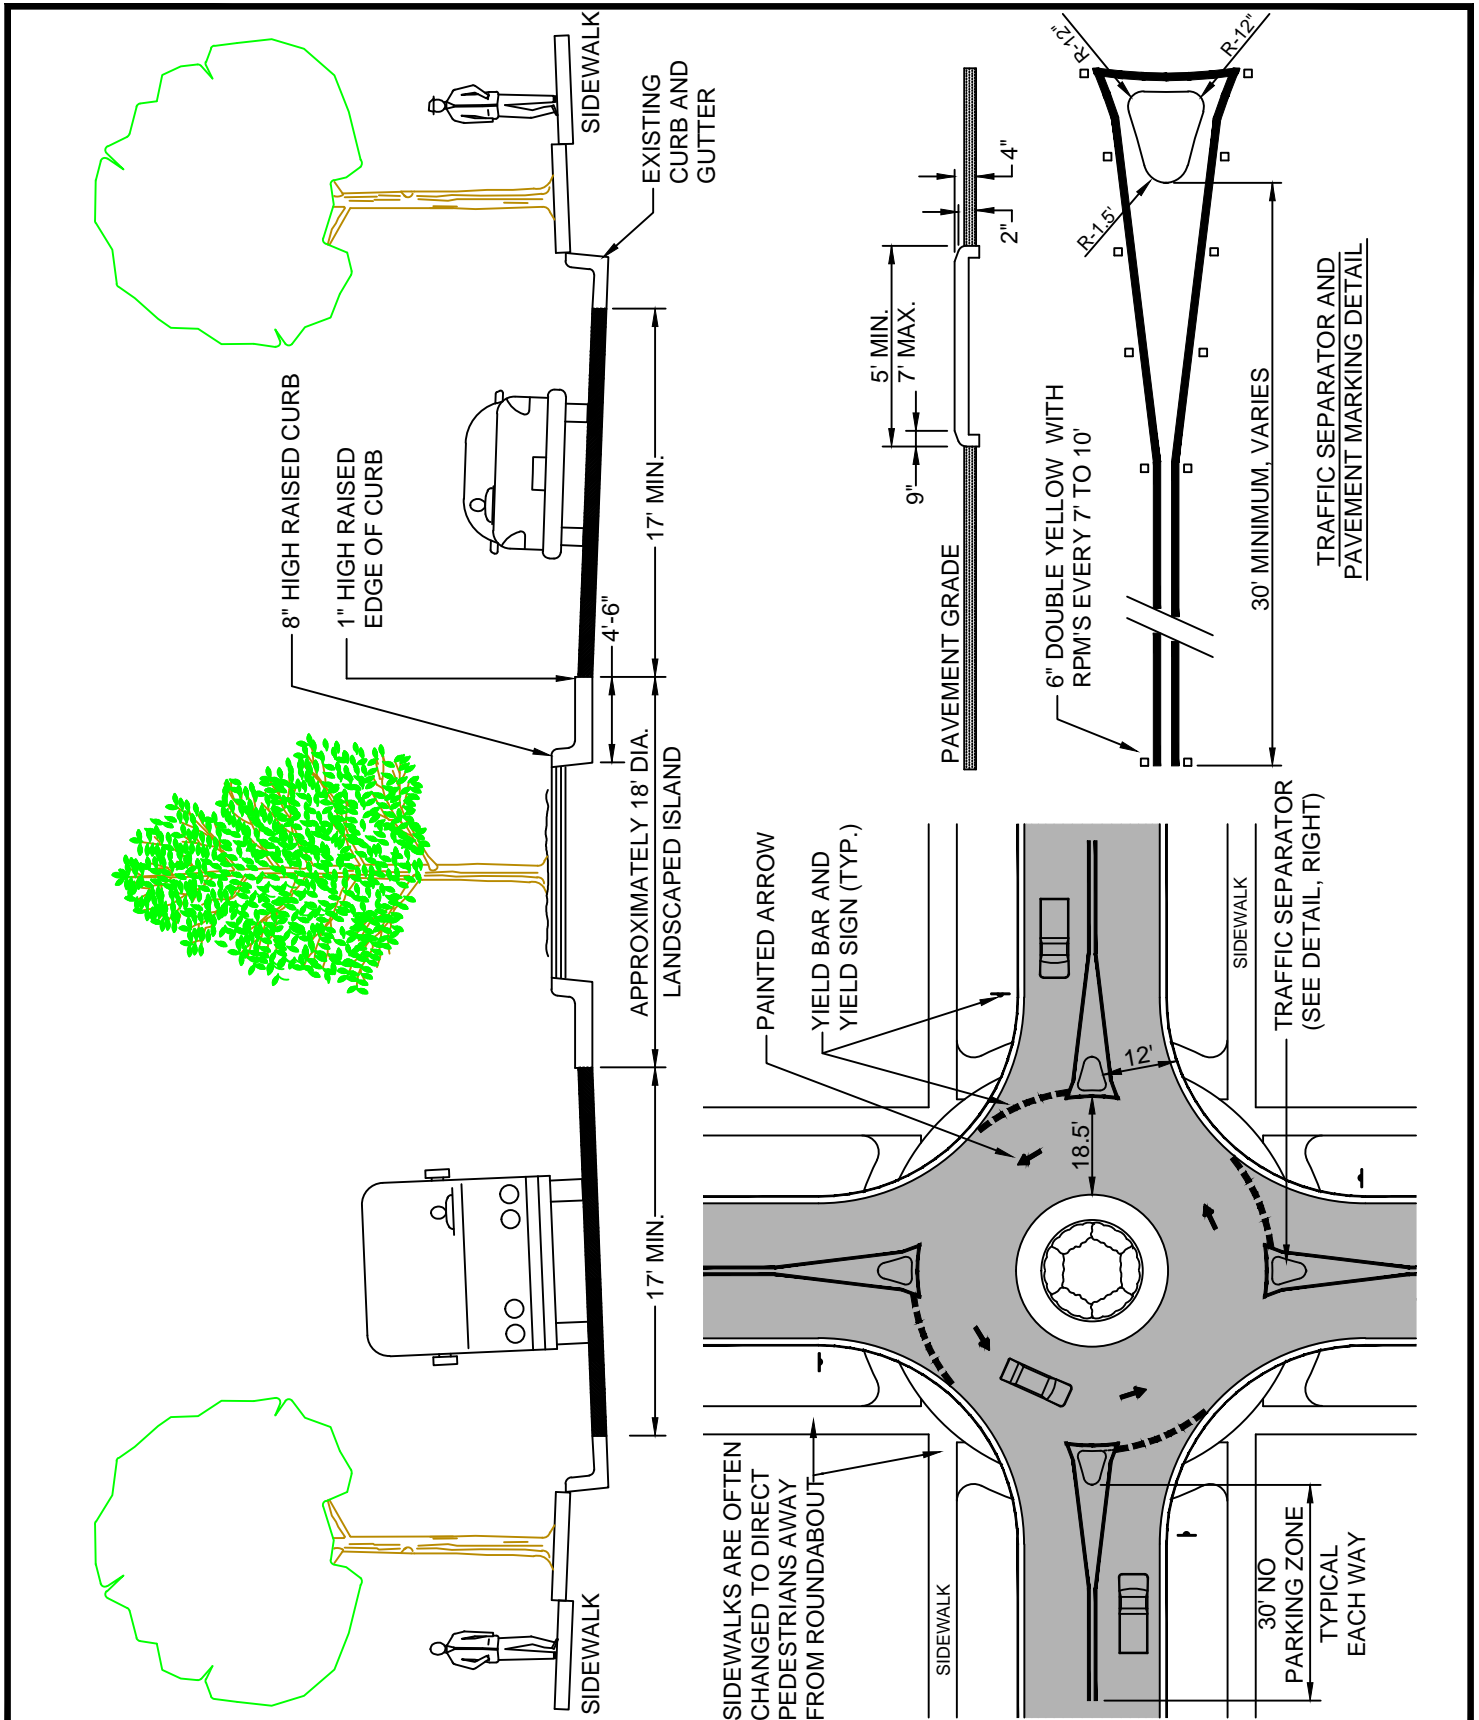 SIDEWALK
8" HIGH RAISED CURB
1" HIGH RAISED
EDGE OF CURB
SIDEWALK
EXISTING
CURB AND
GUTTER
17' MIN.
APPROXIMATELY 18' DIA.
LANDSCAPED ISLAND
4'-6"
17' MIN.
SIDEWALKS ARE OFTEN
CHANGED TO DIRECT
PEDESTRIANS AWAY
FROM ROUNDABOUT
PAINTED ARROW
YIELD BAR AND
YIELD SIGN (TYP.)
SIDEWALK
SIDEWALK
18.5'
12'
30' NO
PARKING ZONE
TYPICAL
EACH WAY
TRAFFIC SEPARATOR
(SEE DETAIL, RIGHT)
5' MIN.
7' MAX.
9"
2"
4"
PAVEMENT GRADE
6" DOUBLE YELLOW WITH
RPM'S EVERY 7' TO 10'
R-12"
R-12"
R-1.5'
30' MINIMUM, VARIES
TRAFFIC SEPARATOR AND
PAVEMENT MARKING DETAIL